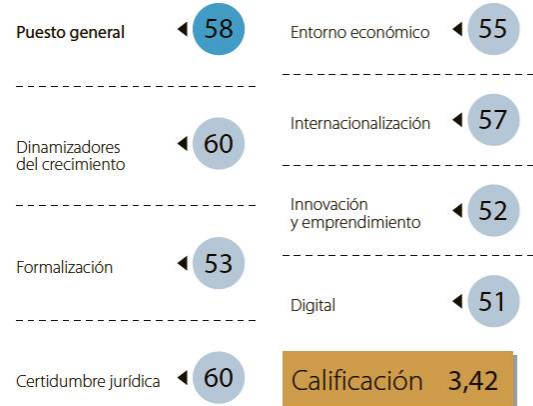 Puesto general 58
Dinamizadores
del crecimiento 60
Formalización 53
Certidumbre jurídica 60
Entorno económico 55
Internacionalización 57
Innovación
y emprendimiento 52
Digital 51
Calificación 3,42